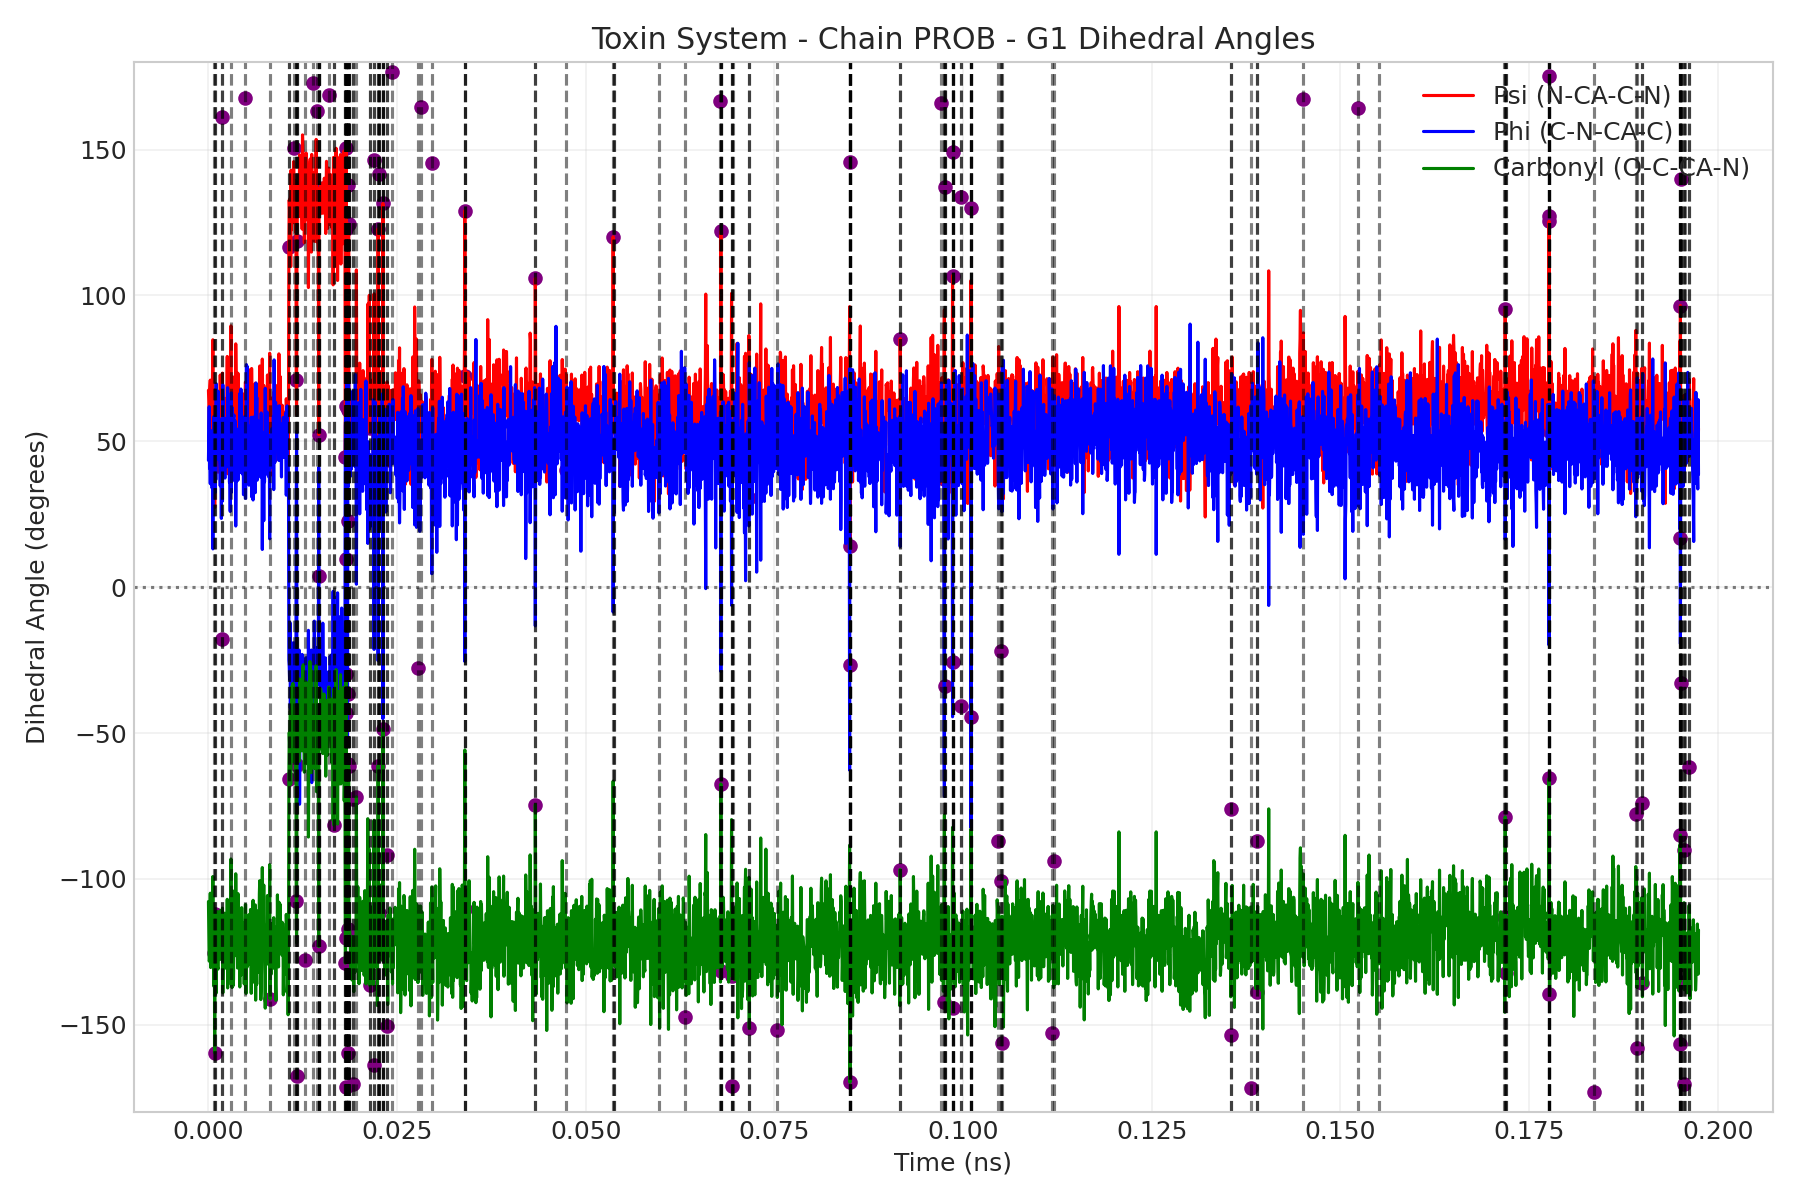 Toxin System - Chain PROB - G1 Dihedral Angles
Psi (N-CA-C-N)
Phi (C-N-CA-C)
Carbonyl (O-C-CA-N)
Dihedral Angle (degrees)
150
100
50
0
−50
−100
−150
0.000 0.025 0.050 0.075 0.100 0.125 0.150 0.175 0.200
Time (ns)